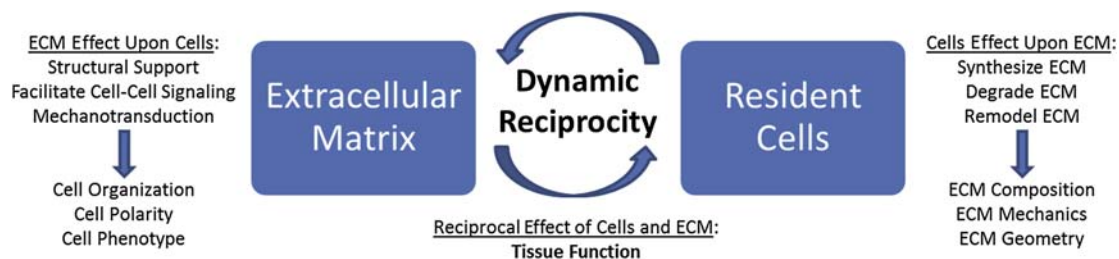 ECM Effect Upon Cells:
Structural Support
Facilitate Cell-Cell Signaling
Mechanotransduction
Cell Organization
Cell Polarity
Cell Phenotype
Extracellular
Matrix
Dynamic
Reciprocity
Resident
Cells
Reciprocal Effect of Cells and ECM:
Tissue Function
Cells Effect Upon ECM:
Synthesize ECM
Degrade ECM
Remodel ECM
ECM Composition
ECM Mechanics
ECM Geometry